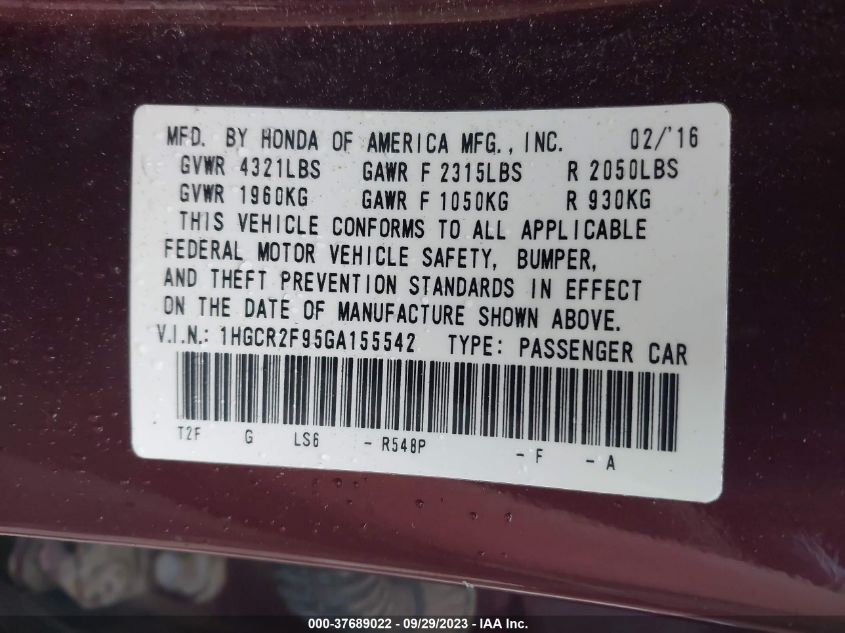 MFD. BY HONDA OF AMERICA MFG., INC. 02/'16
GVWR 4321LBS GAWR F 2315LBS R 2050LBS
GVWR 1960KG GAWR F 1050KG R 930KG
THIS VEHICLE CONFORMS TO ALL APPLICABLE
FEDERAL MOTOR VEHICLE SAFETY, BUMPER,
AND THEFT PREVENTION STANDARDS IN EFFECT
ON THE DATE OF MANUFACTURE SHOWN ABOVE.
V.I.N.: 1HGCR2F95GA155542 TYPE: PASSENGER CAR
T2F G LS6 - R548P - F - A
000-37689022 - 09/29/2023 - IAA Inc.